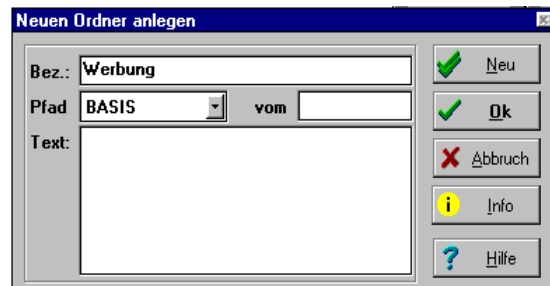 Neuen Ordner anlegen
Bez.: Werbung
Neu
Pfad BASIS vom
Ok
Text:
Abbruch
Info
Hilfe